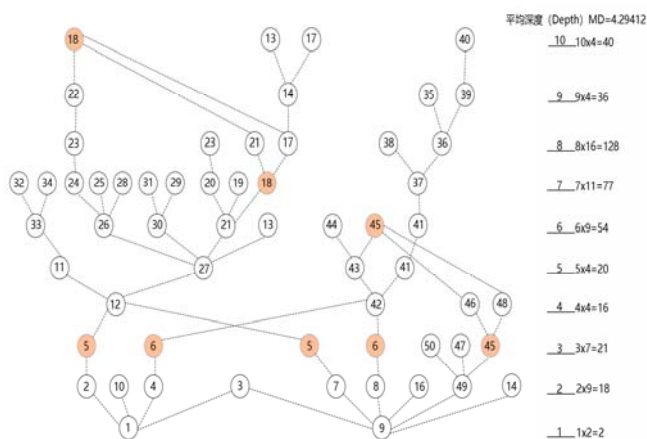 平均深度（Depth）MD=4.29412
18 13 17 40 10 10x4=40
22 14 35 39 9 9x4=36
23 23 21 17 38 36 8 8x16=128
32 34 24 25 28 31 29 20 19 18 37 7 7x11=77
33 26 30 21 13 44 45 41 6 6x9=54
11 27 43 41 5 5x4=20
12 42 46 48 4 4x4=16
5 6 5 6 50 47 45 3 3x7=21
2 10 4 3 7 8 16 49 14 2 2x9=18
1 9 1 1x2=2